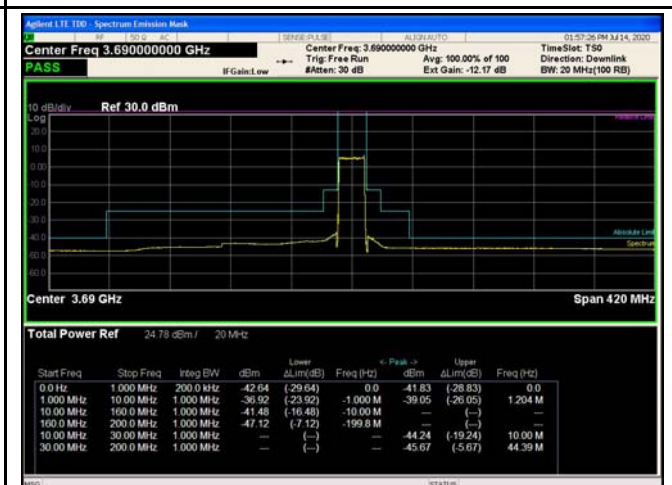 Agilent LTE TDD - Spectrum Emission Mask
RF 50 Ω AC SENSE:PULSE ALIGN AUTO 01:57:26 PM Jul 14, 2020
Center Freq 3.690000000 GHz Center Freq: 3.690000000 GHz TimeSlot: TS0
Trig: Free Run Avg: 100.00% of 100 Direction: Downlink
PASS IFGain:Low #Atten: 30 dB Ext Gain: -12.17 dB BW: 20 MHz(100 RB)
10 dB/div Ref 30.0 dBm
Log
20.0
10.0
0.00
10.0
20.0
30.0
40.0
60.0
60.0
Relative Limit
Absolute Limit
Spectrum
Center 3.69 GHz Span 420 MHz
Total Power Ref 24.78 dBm / 20 MHz
Lower <- Peak -> Upper
Start Freq Stop Freq Integ BW dBm ΔLim(dB) Freq (Hz) dBm ΔLim(dB) Freq (Hz)
0.0 Hz 1.000 MHz 200.0 kHz -42.64 (-29.64) 0.0 -41.83 (-28.83) 0.0
1.000 MHz 10.00 MHz 1.000 MHz -36.92 (-23.92) -1.000 M -39.05 (-26.05) 1.204 M
10.00 MHz 160.0 MHz 1.000 MHz -41.48 (-16.48) -10.00 M --- (---) ---
160.0 MHz 200.0 MHz 1.000 MHz -47.12 (-7.12) -199.8 M --- (---) ---
10.00 MHz 30.00 MHz 1.000 MHz --- (---) --- -44.24 (-19.24) 10.00 M
30.00 MHz 200.0 MHz 1.000 MHz --- (---) --- -45.67 (-5.67) 44.39 M
MSG STATUS